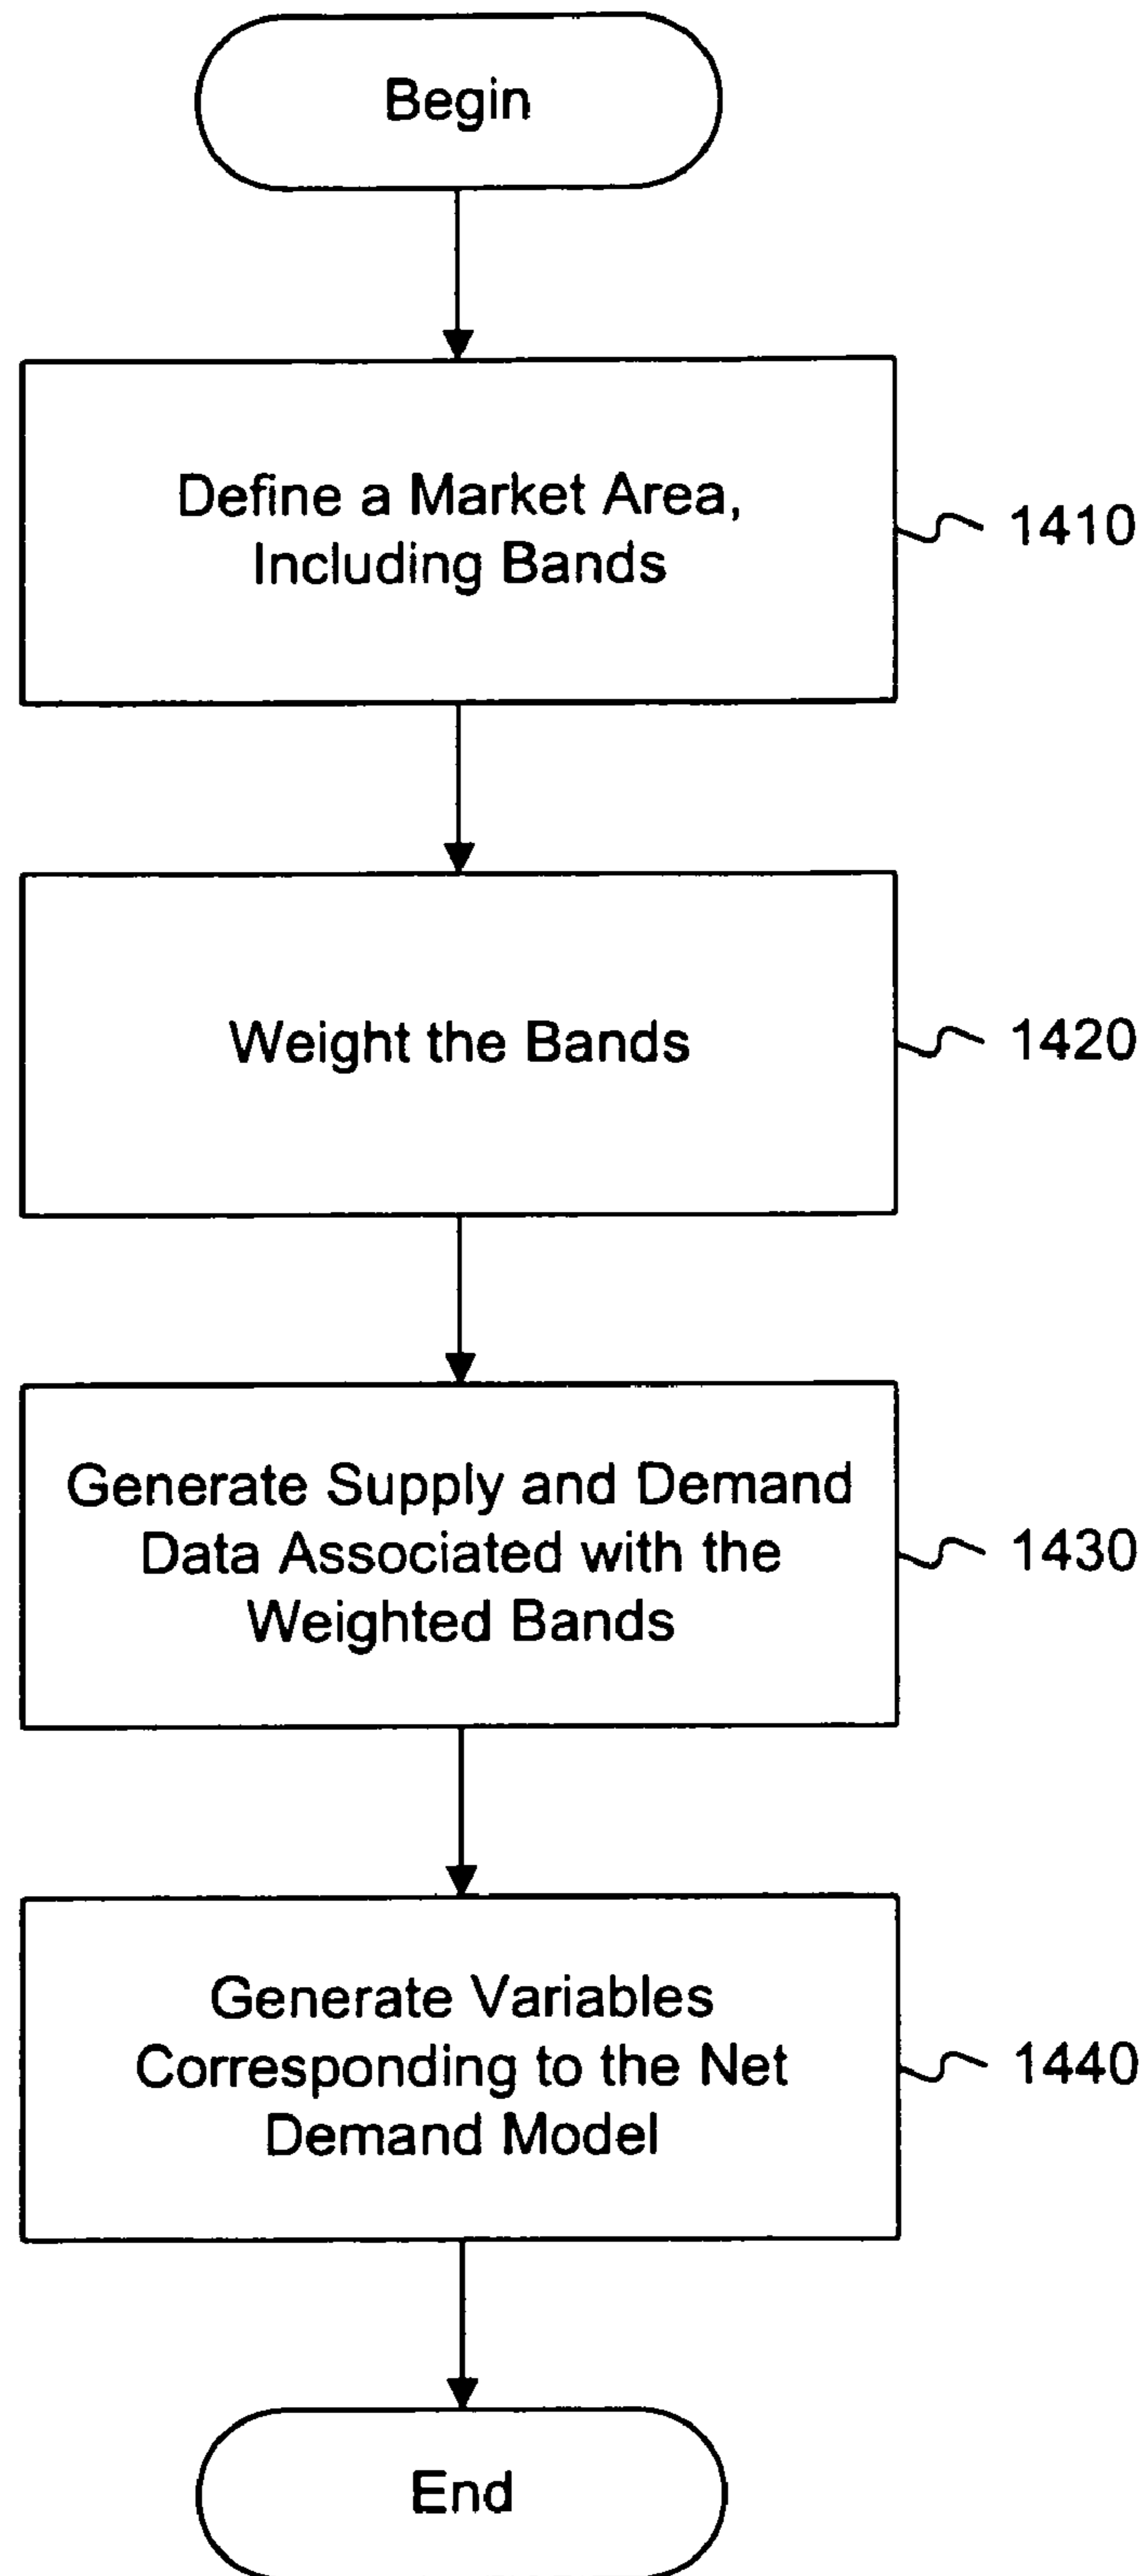 Begin
Define a Market Area,
Including Bands
1410
Weight the Bands
1420
Generate Supply and Demand
Data Associated with the
Weighted Bands
1430
Generate Variables
Corresponding to the Net
Demand Model
1440
End